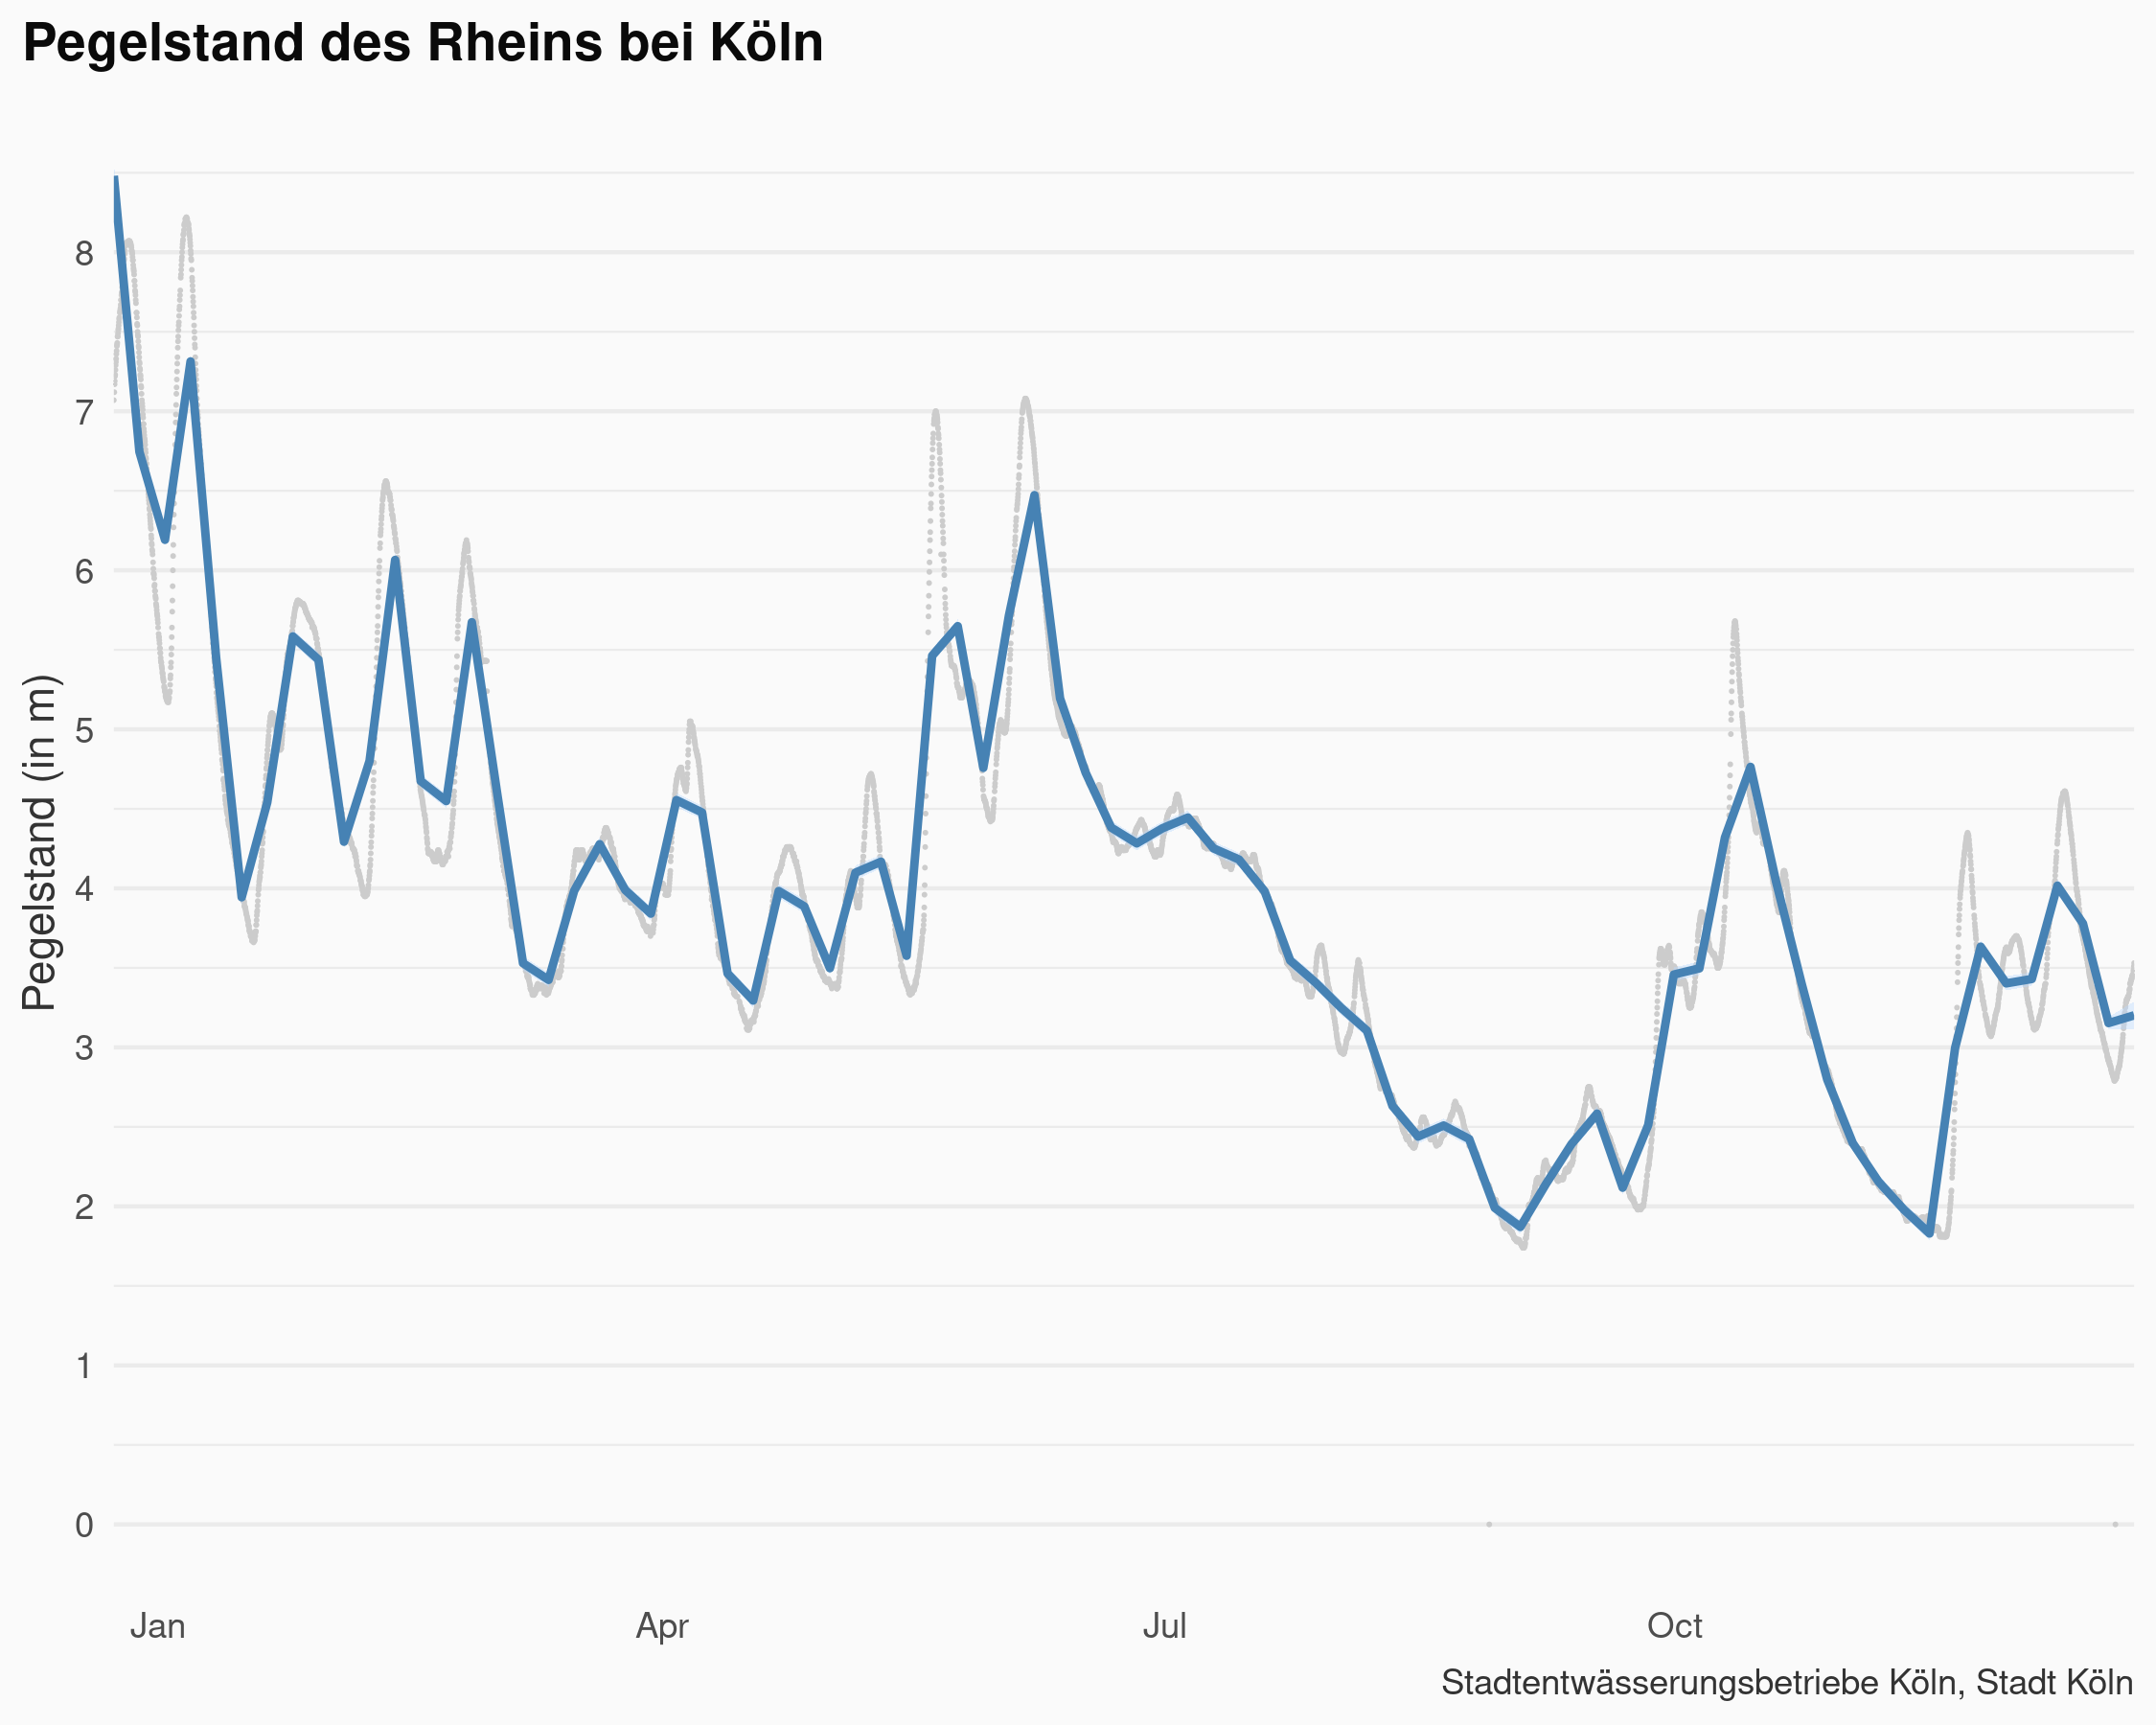 Pegelstand des Rheins bei Köln
Pegelstand (in m)
8
7
6
5
4
3
2
1
0
Jan
Apr
Jul
Oct
Stadtentwässerungsbetriebe Köln, Stadt Köln